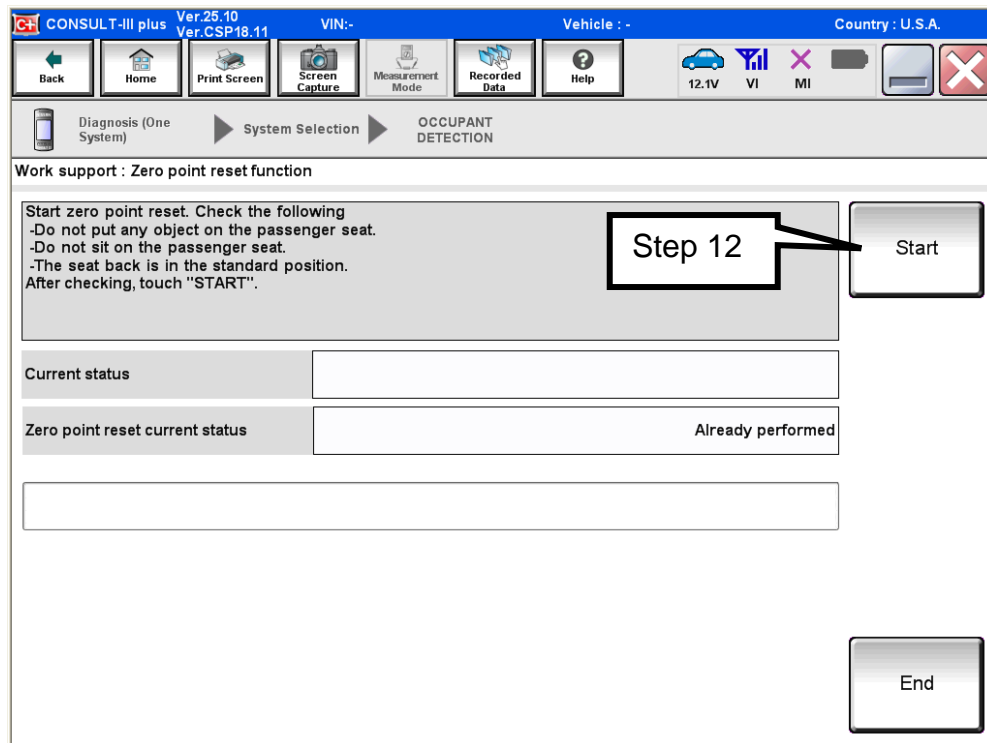 C+ CONSULT-III plus Ver.25.10 VIN:- Vehicle : - Country : U.S.A.
Ver.CSP18.11
Back Home Print Screen Screen Capture Measurement Mode Recorded Data Help 12.1V VI MI
Diagnosis (One System) System Selection OCCUPANT DETECTION
Work support : Zero point reset function
Start zero point reset. Check the following
-Do not put any object on the passenger seat.
-Do not sit on the passenger seat.
-The seat back is in the standard position.
After checking, touch "START".
Step 12
Start
Current status
Zero point reset current status Already performed
End